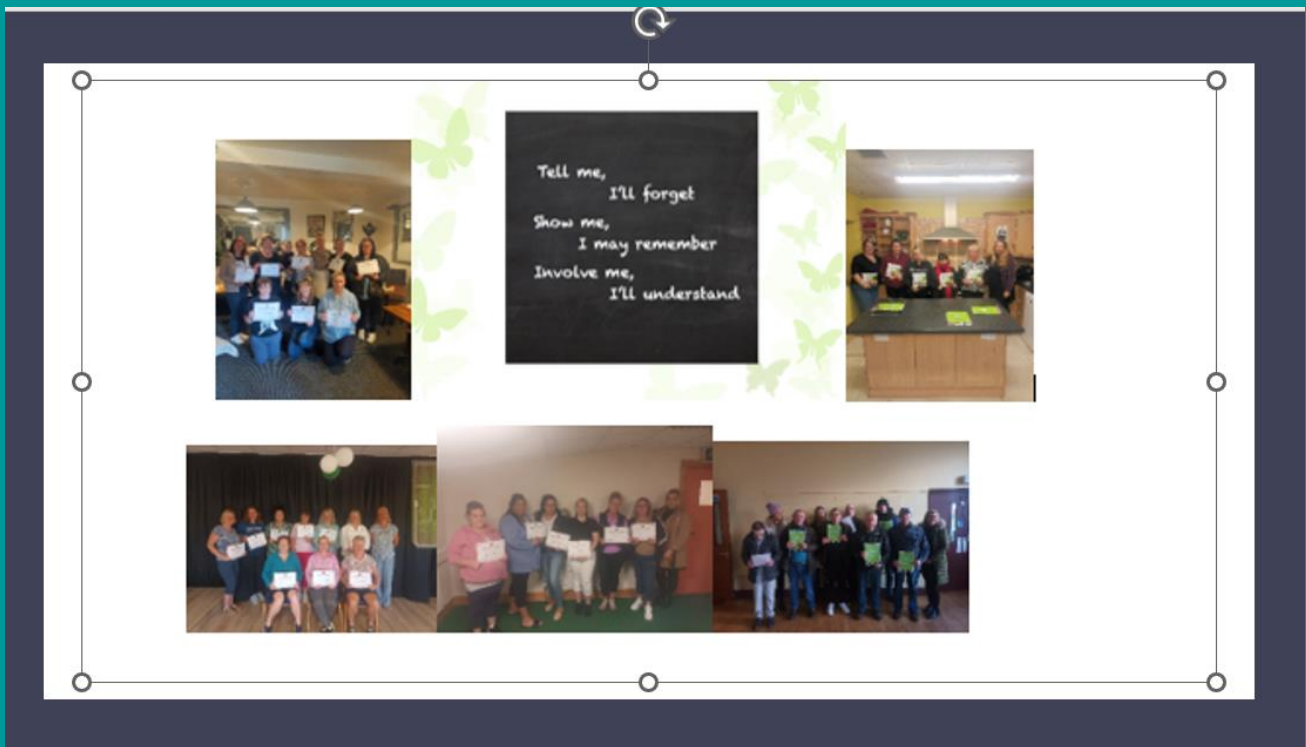 Tell me,
I'll forget
Show me,
I may remember
Involve me,
I'll understand